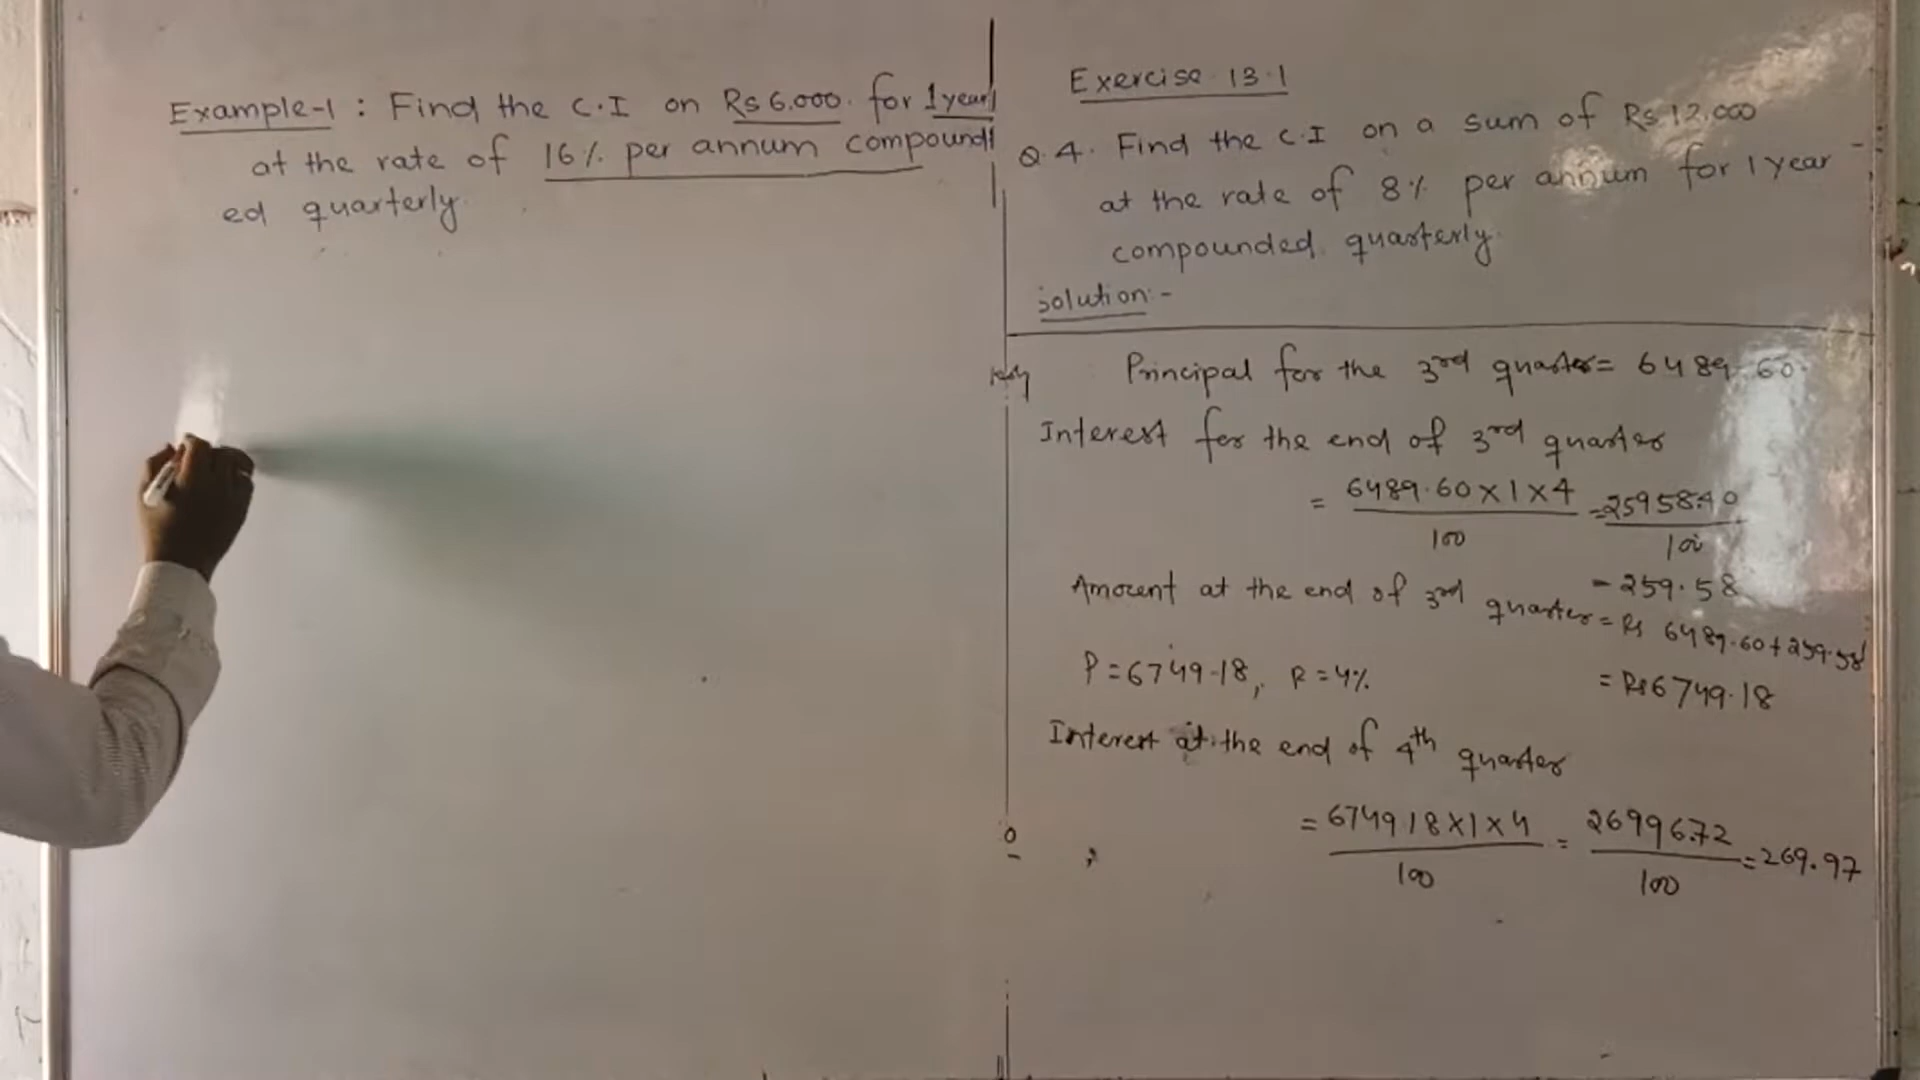 Example-1 : Find the C.I on Rs 6,000. for 1 year
at the rate of 16% per annum compound
ed quarterly.
Exercise 13.1
Q.4. Find the C.I on a sum of Rs 12,000
at the rate of 8% per annum for 1 year
compounded quarterly.
Solution:-
Principal for the 3rd quarter = 6489.60
Interest for the end of 3rd quarter
= 6489.60 x 1 x 4 / 100 = 25958.40 / 100
= 259.58
Amount at the end of 3rd quarter = Rs 6489.60 + 259.58
= Rs 6749.18
P = 6749.18, R = 4%
Interest at the end of 4th quarter
= 6749.18 x 1 x 4 / 100 = 26996.72 / 100 = 269.97